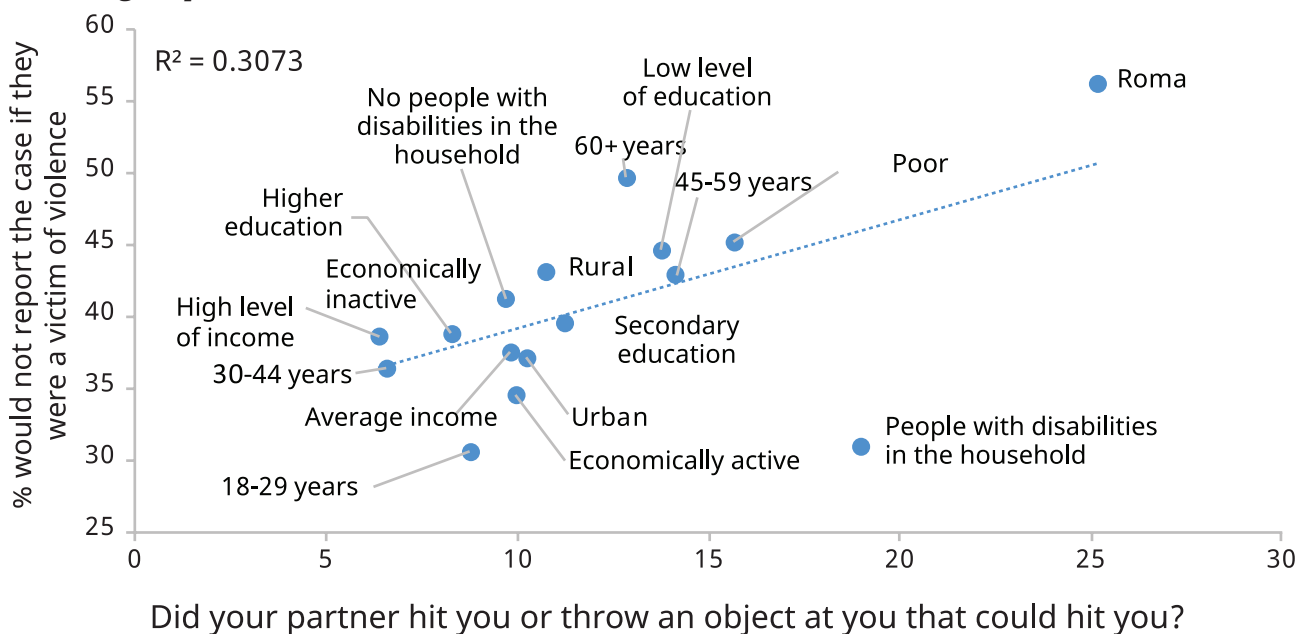 60
55
50
45
40
35
30
25
% would not report the case if they
were a victim of violence
R² = 0.3073
Low level
of education
Roma
No people with
disabilities in the
household
60+ years
Poor
45-59 years
Higher
education
Economically
inactive
Rural
High level
of income
Secondary
education
30-44 years
Average income
Urban
People with disabilities
in the household
Economically active
18-29 years
0
5
10
15
20
25
30
Did your partner hit you or throw an object at you that could hit you?